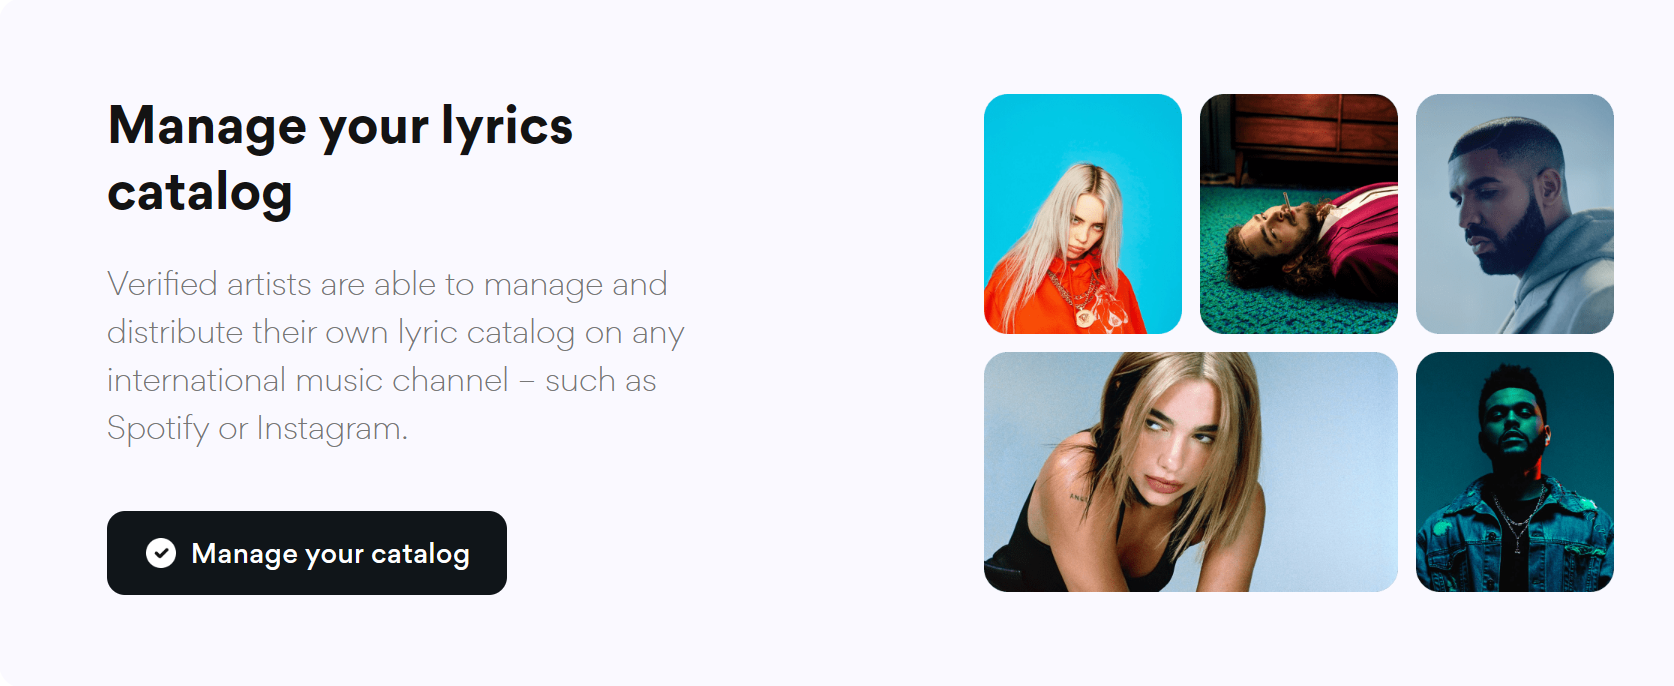 Manage your lyrics
catalog
Verified artists are able to manage and
distribute their own lyric catalog on any
international music channel – such as
Spotify or Instagram.
Manage your catalog